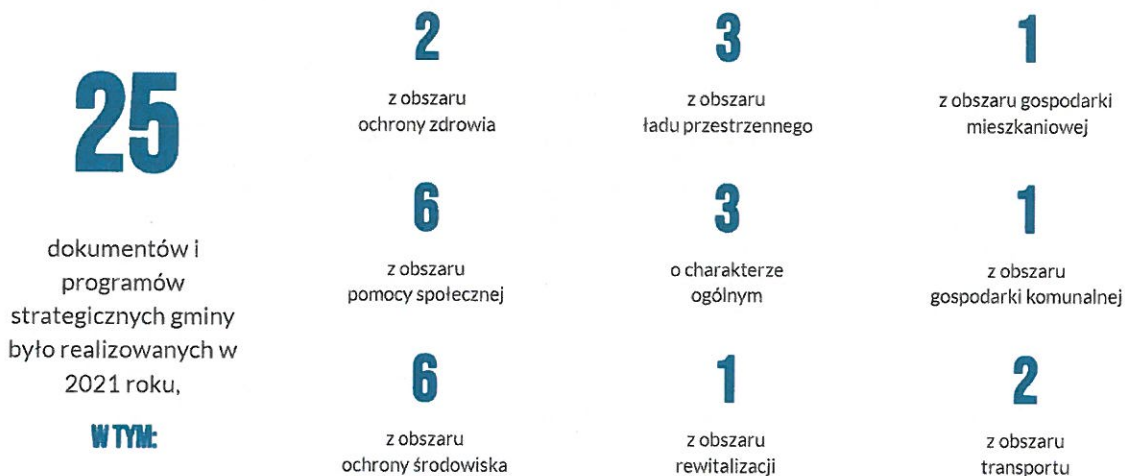 25
dokumentów i
programów
strategicznych gminy
było realizowanych w
2021 roku,
W TYM:
2
z obszaru
ochrony zdrowia
3
z obszaru
ładu przestrzennego
1
z obszaru gospodarki
mieszkaniowej
6
z obszaru
pomocy społecznej
3
o charakterze
ogólnym
1
z obszaru
gospodarki komunalnej
6
z obszaru
ochrony środowiska
1
z obszaru
rewitalizacji
2
z obszaru
transportu